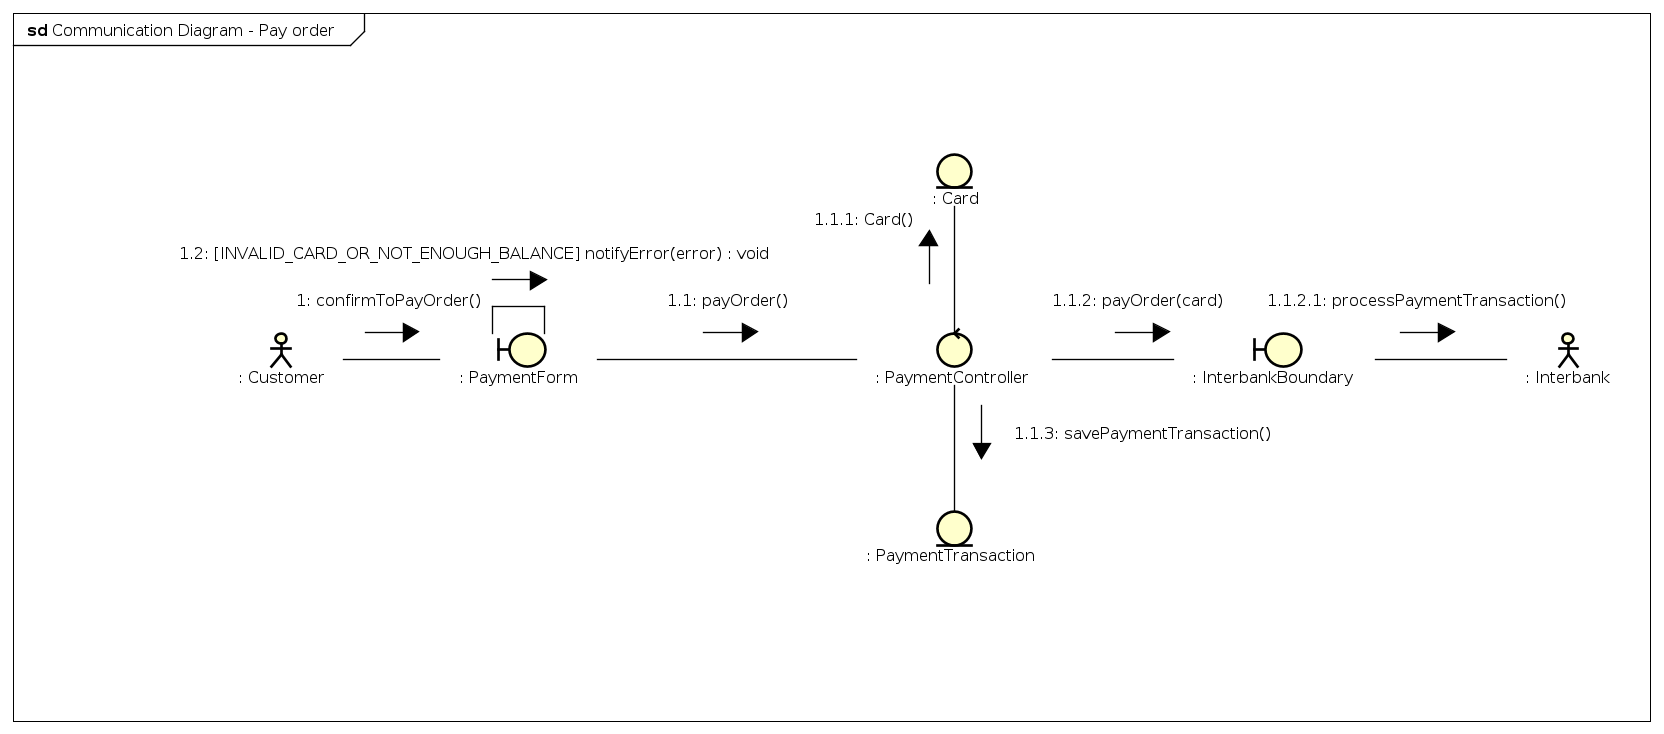 sd Communication Diagram - Pay order
: Card
1.1.1: Card()
1.2: [INVALID_CARD_OR_NOT_ENOUGH_BALANCE] notifyError(error) : void
1: confirmToPayOrder()
1.1: payOrder()
1.1.2: payOrder(card)
1.1.2.1: processPaymentTransaction()
: Customer
: PaymentForm
: PaymentController
: InterbankBoundary
: Interbank
1.1.3: savePaymentTransaction()
: PaymentTransaction